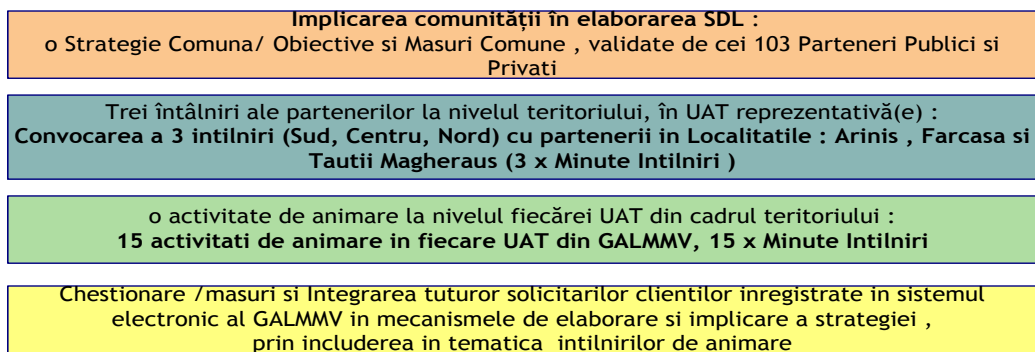 Implicarea comunității în elaborarea SDL :
o Strategie Comuna/ Obiective si Masuri Comune , validate de cei 103 Parteneri Publici si
Privati
Trei întâlniri ale partenerilor la nivelul teritoriului, în UAT reprezentativă(e) :
Convocarea a 3 intilniri (Sud, Centru, Nord) cu partenerii in Localitatile : Arinis , Farcasa si
Tautii Magheraus (3 x Minute Intilniri )
o activitate de animare la nivelul fiecărei UAT din cadrul teritoriului :
15 activitati de animare in fiecare UAT din GALMMV, 15 x Minute Intilniri
Chestionare /masuri si Integrarea tuturor solicitarilor clientilor inregistrate in sistemul
electronic al GALMMV in mecanismele de elaborare si implicare a strategiei ,
prin includerea in tematica intilnirilor de animare